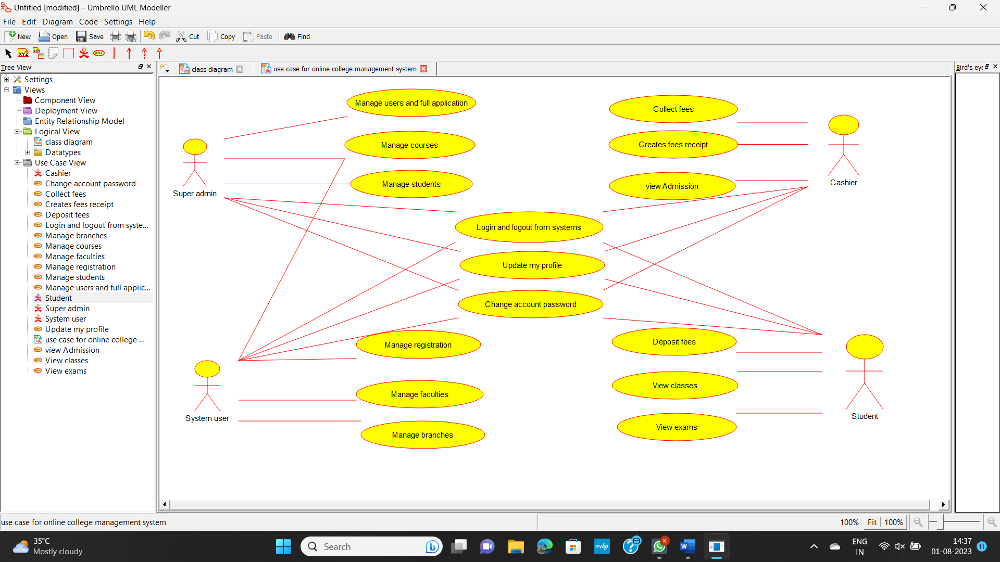 Untitled [modified] – Umbrello UML Modeller
File Edit Diagram Code Settings Help
New Open Save Cut Copy Paste Find
XYZ XYZ ABC
Tree View
class diagram
use case for online college management system
Bird's eye
Settings
Views
Component View
Deployment View
Entity Relationship Model
Logical View
class diagram
Datatypes
Use Case View
Cashier
Change account password
Collect fees
Creates fees receipt
Deposit fees
Login and logout from syste...
Manage branches
Manage courses
Manage faculties
Manage registration
Manage students
Manage users and full applic...
Student
Super admin
System user
Update my profile
use case for online college ...
view Admission
View classes
View exams
Manage users and full application
Manage courses
Manage students
Super admin
Collect fees
Creates fees receipt
view Admission
Cashier
Login and logout from systems
Update my profile
Change account password
Manage registration
Manage faculties
Manage branches
System user
Deposit fees
View classes
View exams
Student
use case for online college management system
100% Fit 100%
35°C
Mostly cloudy
Search
myhp
K
W
ENG
IN
14:37
01-08-2023
11